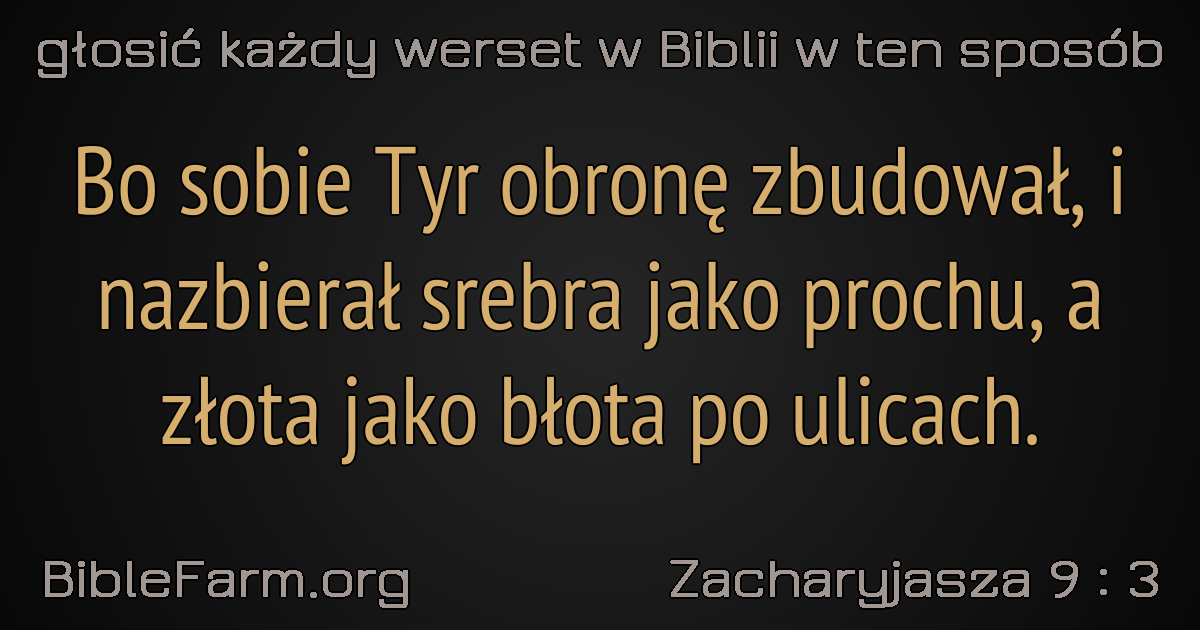 głosić każdy werset w Biblii w ten sposób
Bo sobie Tyr obronę zbudował, i
nazbierał srebra jako prochu, a
złota jako błota po ulicach.
BibleFarm.org
Zacharyjasza 9 : 3